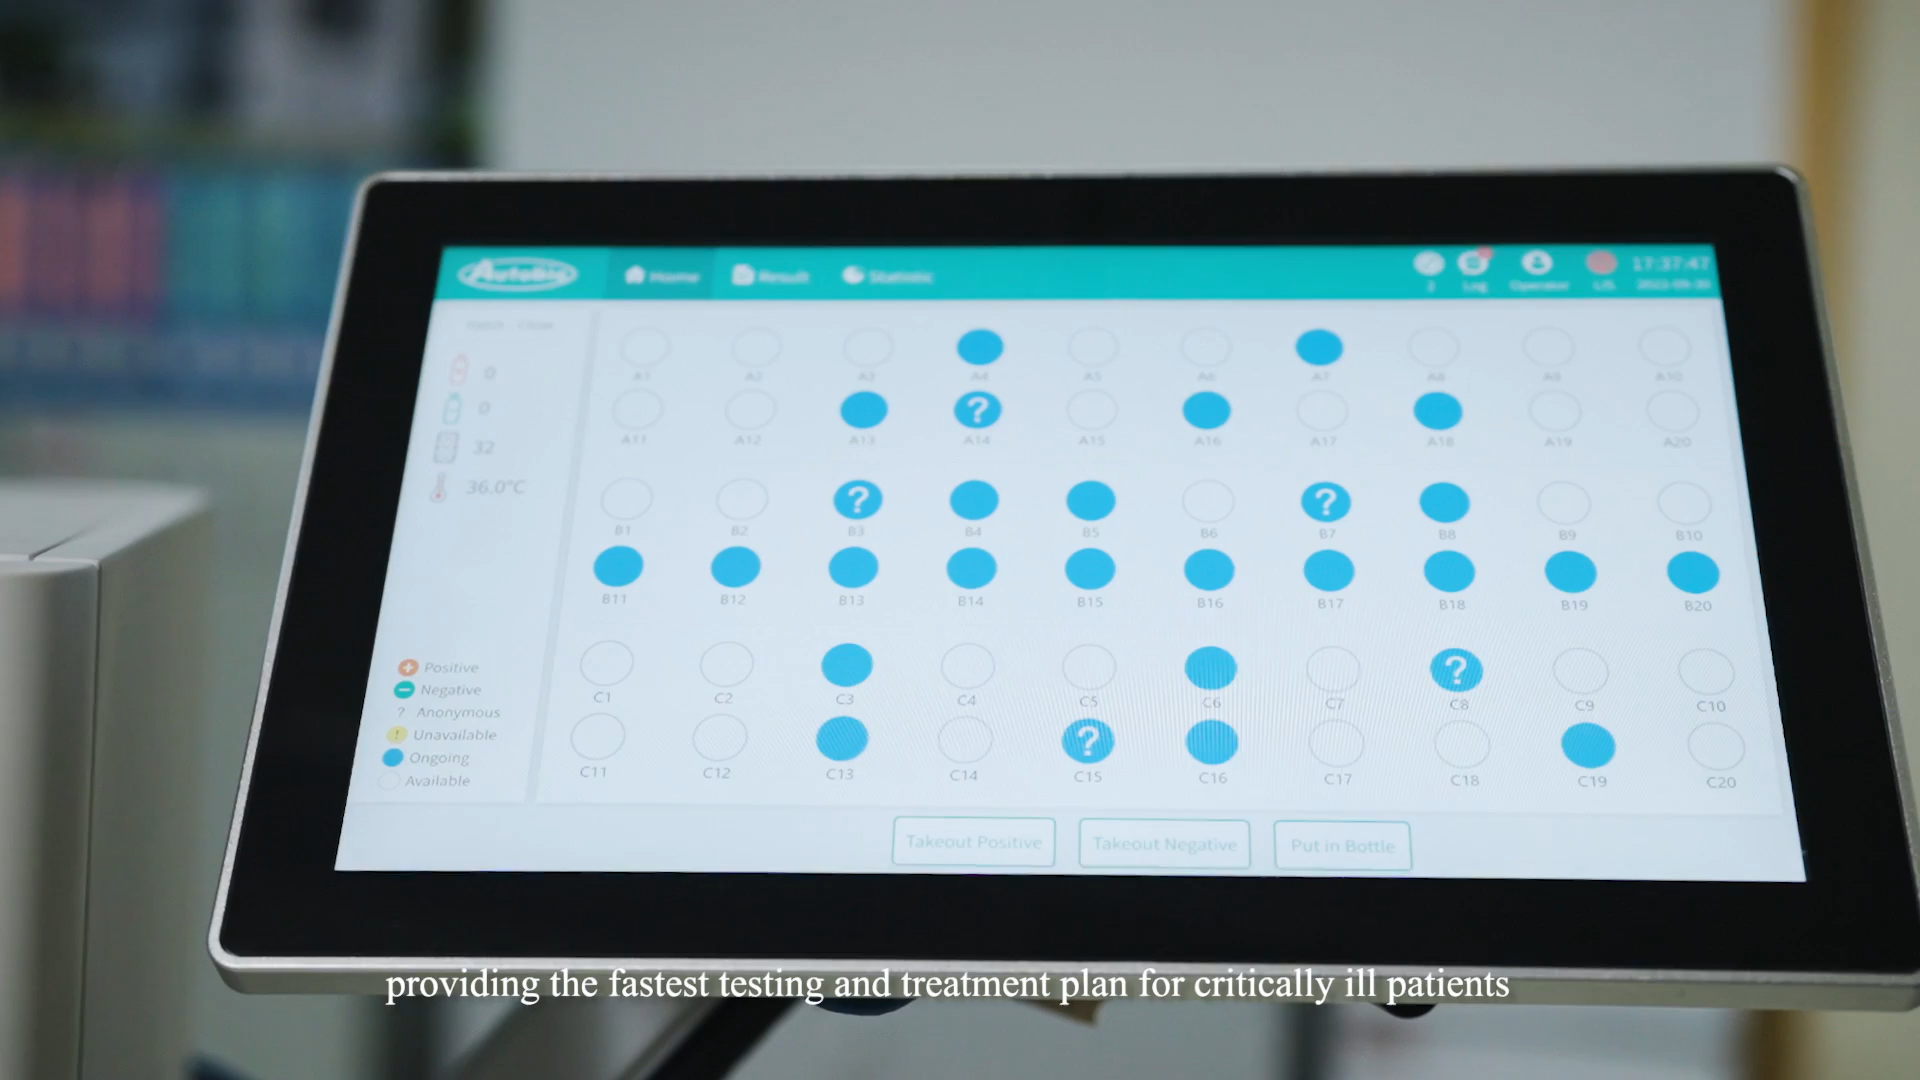 Autobio
Home Result Statistic
17:37:47
2 Log Operator LIS
0
0
32
36.0°C
A1 A2 A3 A4 A5 A6 A7 A8 A9 A10
A11 A12 A13 A14 A15 A16 A17 A18 A19 A20
B1 B2 B3 B4 B5 B6 B7 B8 B9 B10
B11 B12 B13 B14 B15 B16 B17 B18 B19 B20
C1 C2 C3 C4 C5 C6 C7 C8 C9 C10
C11 C12 C13 C14 C15 C16 C17 C18 C19 C20
Positive
Negative
? Anonymous
! Unavailable
Ongoing
Available
Takeout Positive Takeout Negative Put in Bottle
providing the fastest testing and treatment plan for critically ill patients